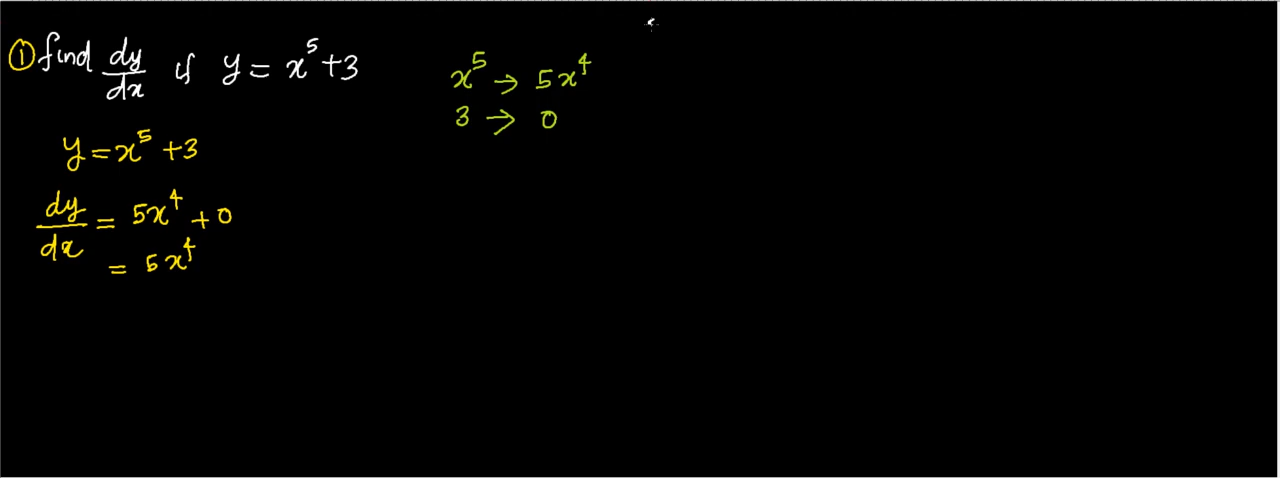 ① find dy/dx if y = x⁵ + 3
y = x⁵ + 3
dy/dx = 5x⁴ + 0
= 5x⁴
x⁵ → 5x⁴
3 → 0